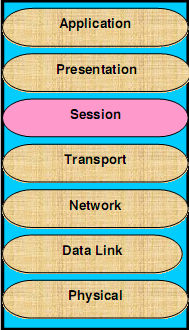 Application
Presentation
Session
Transport
Network
Data Link
Physical